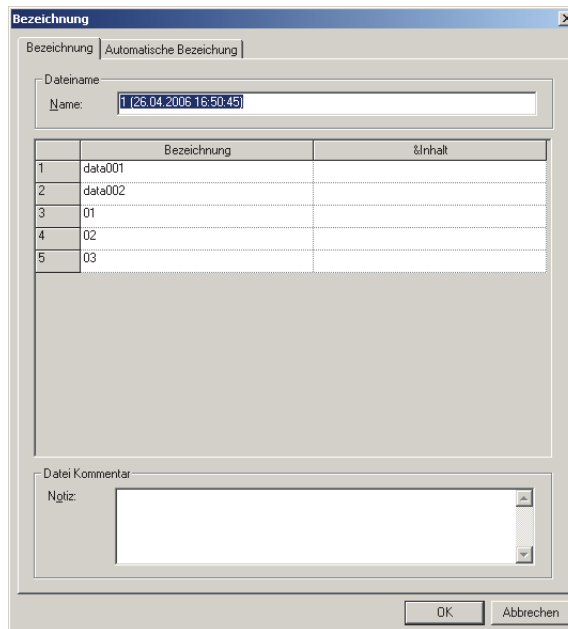 Bezeichnung
Bezeichnung Automatische Bezeichung
Dateiname
Name: 1 (26.04.2006 16:50:45)
Bezeichnung &Inhalt
1 data001
2 data002
3 01
4 02
5 03
Datei Kommentar
Notiz:
OK Abbrechen